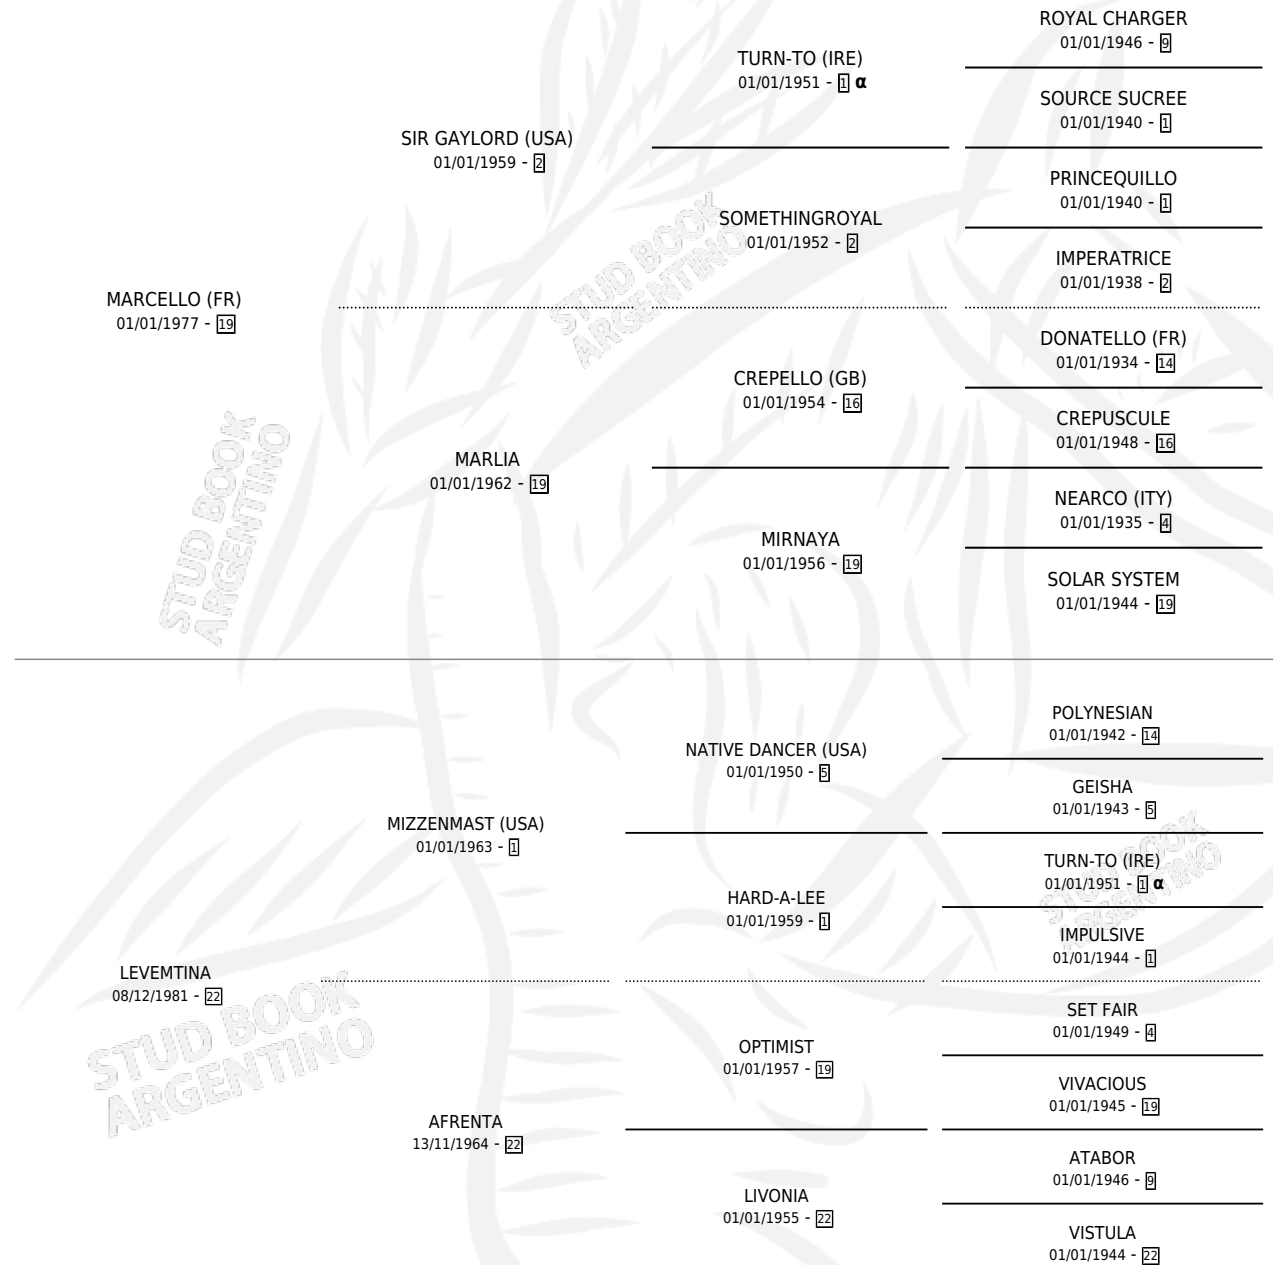 ROYAL CHARGER
01/01/1946 - 9
TURN-TO (IRE)
01/01/1951 - 1 α
SOURCE SUCREE
01/01/1940 - 1
SIR GAYLORD (USA)
01/01/1959 - 2
PRINCEQUILLO
01/01/1940 - 1
SOMETHINGROYAL
01/01/1952 - 2
IMPERATRICE
01/01/1938 - 2
MARCELLO (FR)
01/01/1977 - 19
DONATELLO (FR)
01/01/1934 - 14
CREPELLO (GB)
01/01/1954 - 16
CREPUSCULE
01/01/1948 - 16
MARLIA
01/01/1962 - 19
NEARCO (ITY)
01/01/1935 - 4
MIRNAYA
01/01/1956 - 19
SOLAR SYSTEM
01/01/1944 - 19
POLYNESIAN
01/01/1942 - 14
NATIVE DANCER (USA)
01/01/1950 - 5
GEISHA
01/01/1943 - 5
MIZZENMAST (USA)
01/01/1963 - 1
TURN-TO (IRE)
01/01/1951 - 1 α
HARD-A-LEE
01/01/1959 - 1
IMPULSIVE
01/01/1944 - 1
LEVEMTINA
08/12/1981 - 22
SET FAIR
01/01/1949 - 4
OPTIMIST
01/01/1957 - 19
VIVACIOUS
01/01/1945 - 19
AFRENTA
13/11/1964 - 22
ATABOR
01/01/1946 - 9
LIVONIA
01/01/1955 - 22
VISTULA
01/01/1944 - 22
STUD BOOK
ARGENTINO
STUD BOOK
ARGENTINO
STUD BOOK
ARGENTINO
STUD BOOK
ARGENTINO